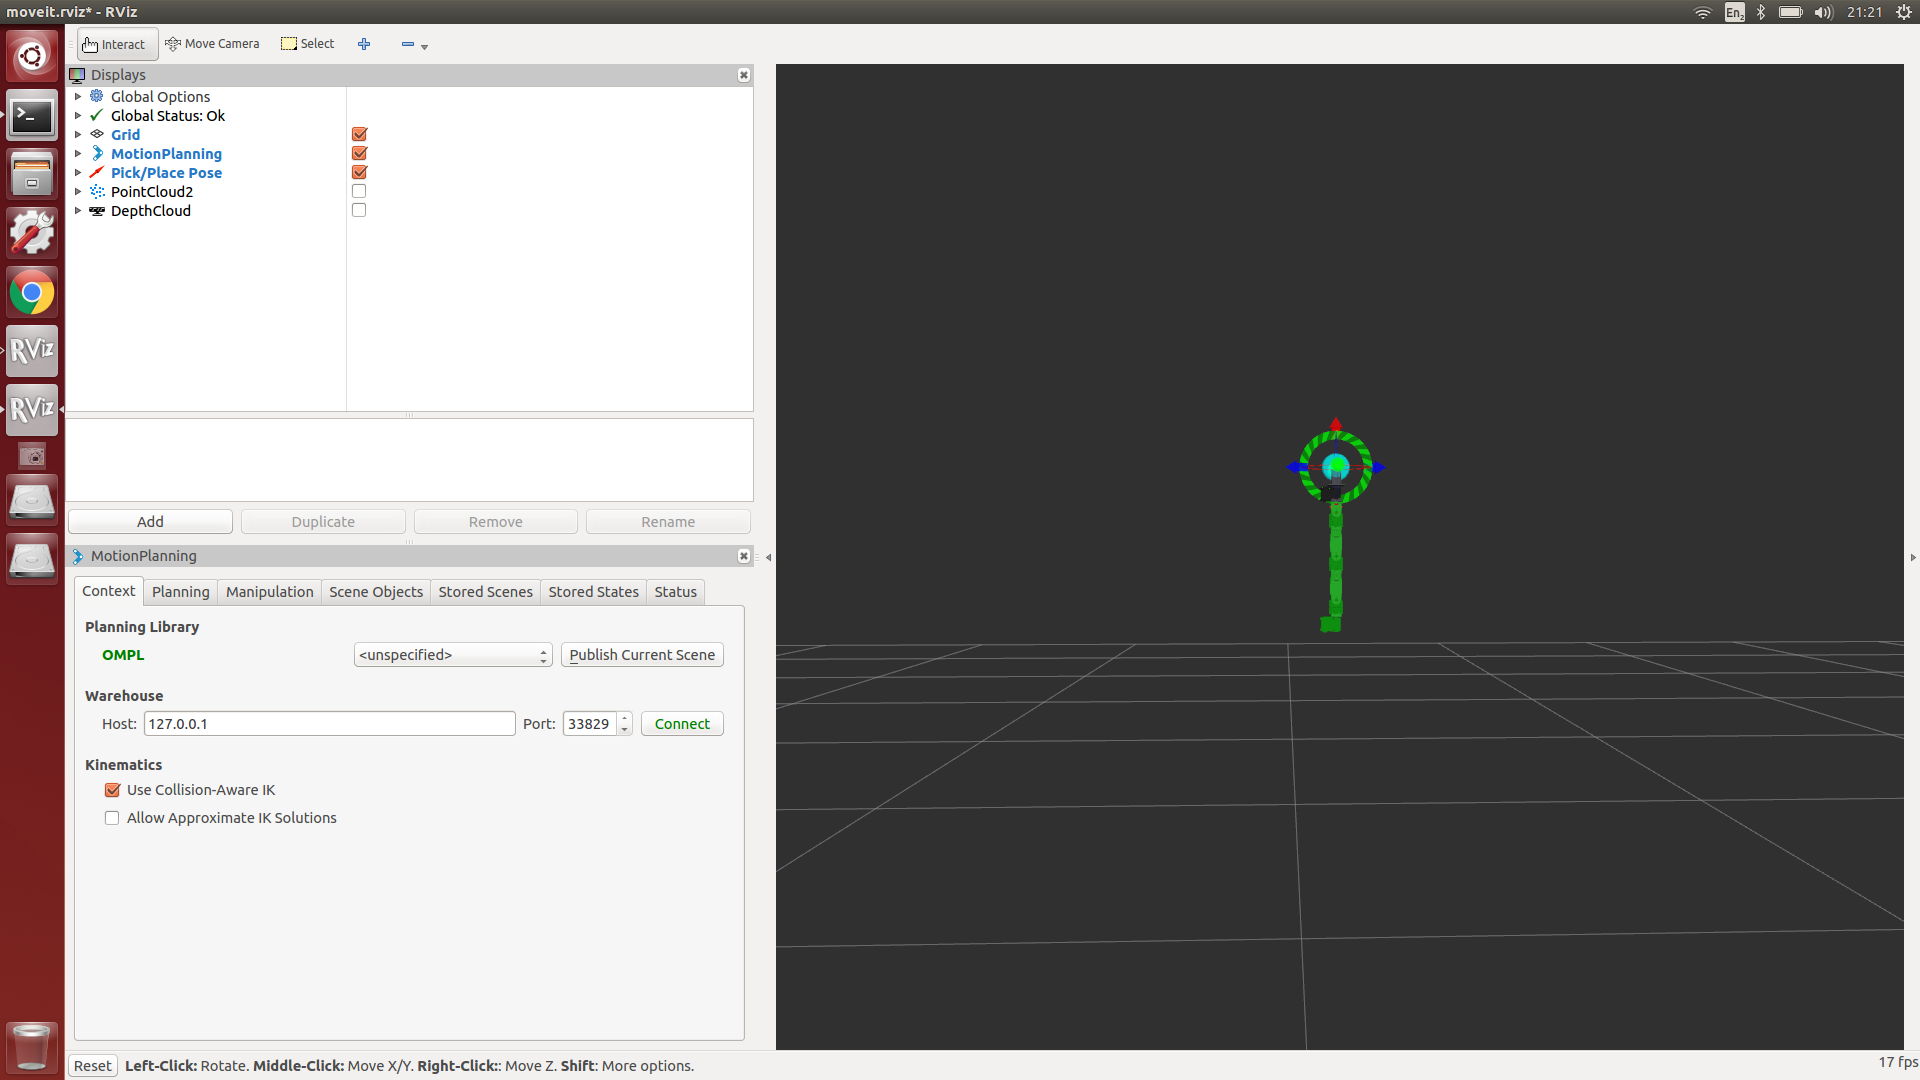 moveit.rviz* - RViz
En2
21:21
Interact
Move Camera
Select
Displays
Global Options
Global Status: Ok
Grid
MotionPlanning
Pick/Place Pose
PointCloud2
DepthCloud
RViz
RViz
Add
Duplicate
Remove
Rename
MotionPlanning
Context
Planning
Manipulation
Scene Objects
Stored Scenes
Stored States
Status
Planning Library
OMPL
<unspecified>
Publish Current Scene
Warehouse
Host: 127.0.0.1
Port: 33829
Connect
Kinematics
Use Collision-Aware IK
Allow Approximate IK Solutions
Reset
Left-Click: Rotate. Middle-Click: Move X/Y. Right-Click:: Move Z. Shift: More options.
17 fps